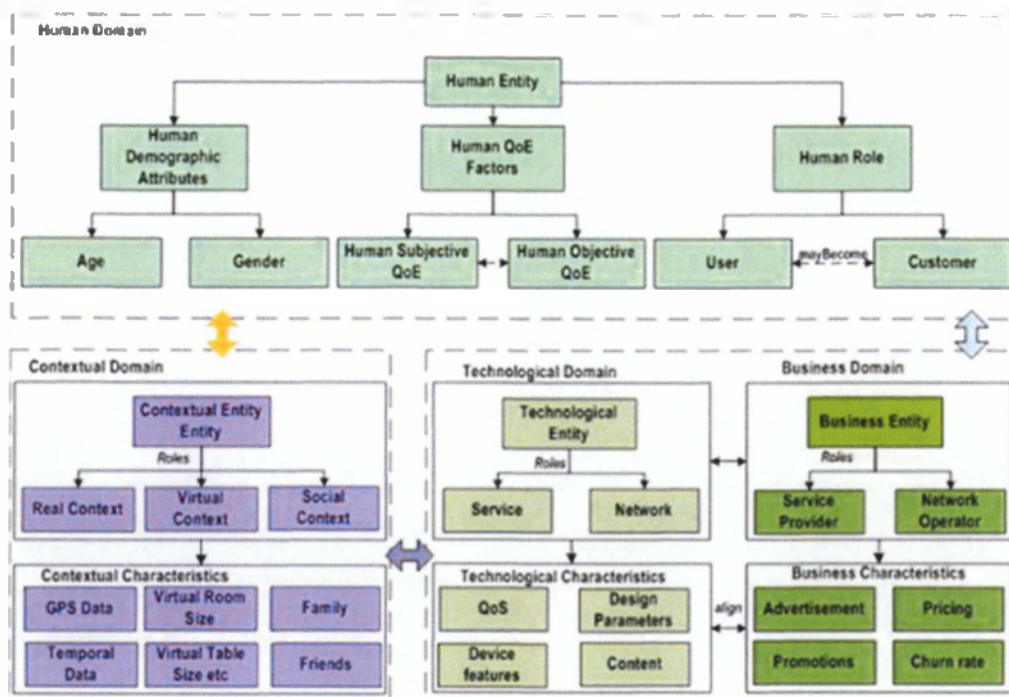 Human Domain
Human Entity
Human
Demographic
Attributes
Human QoE
Factors
Human Role
Age
Gender
Human Subjective
QoE
Human Objective
QoE
User
mayBecome
Customer
Contextual Domain
Contextual Entity
Entity
Roles
Real Context
Virtual
Context
Social
Context
Contextual Characteristics
GPS Data
Virtual Room
Size
Family
Temporal
Data
Virtual Table
Size etc
Friends
Technological Domain
Technological
Entity
Roles
Service
Network
Technological Characteristics
QoS
Design
Parameters
Device
features
Content
align
Business Domain
Business Entity
Roles
Service
Provider
Network
Operator
Business Characteristics
Advertisement
Pricing
Promotions
Churn rate